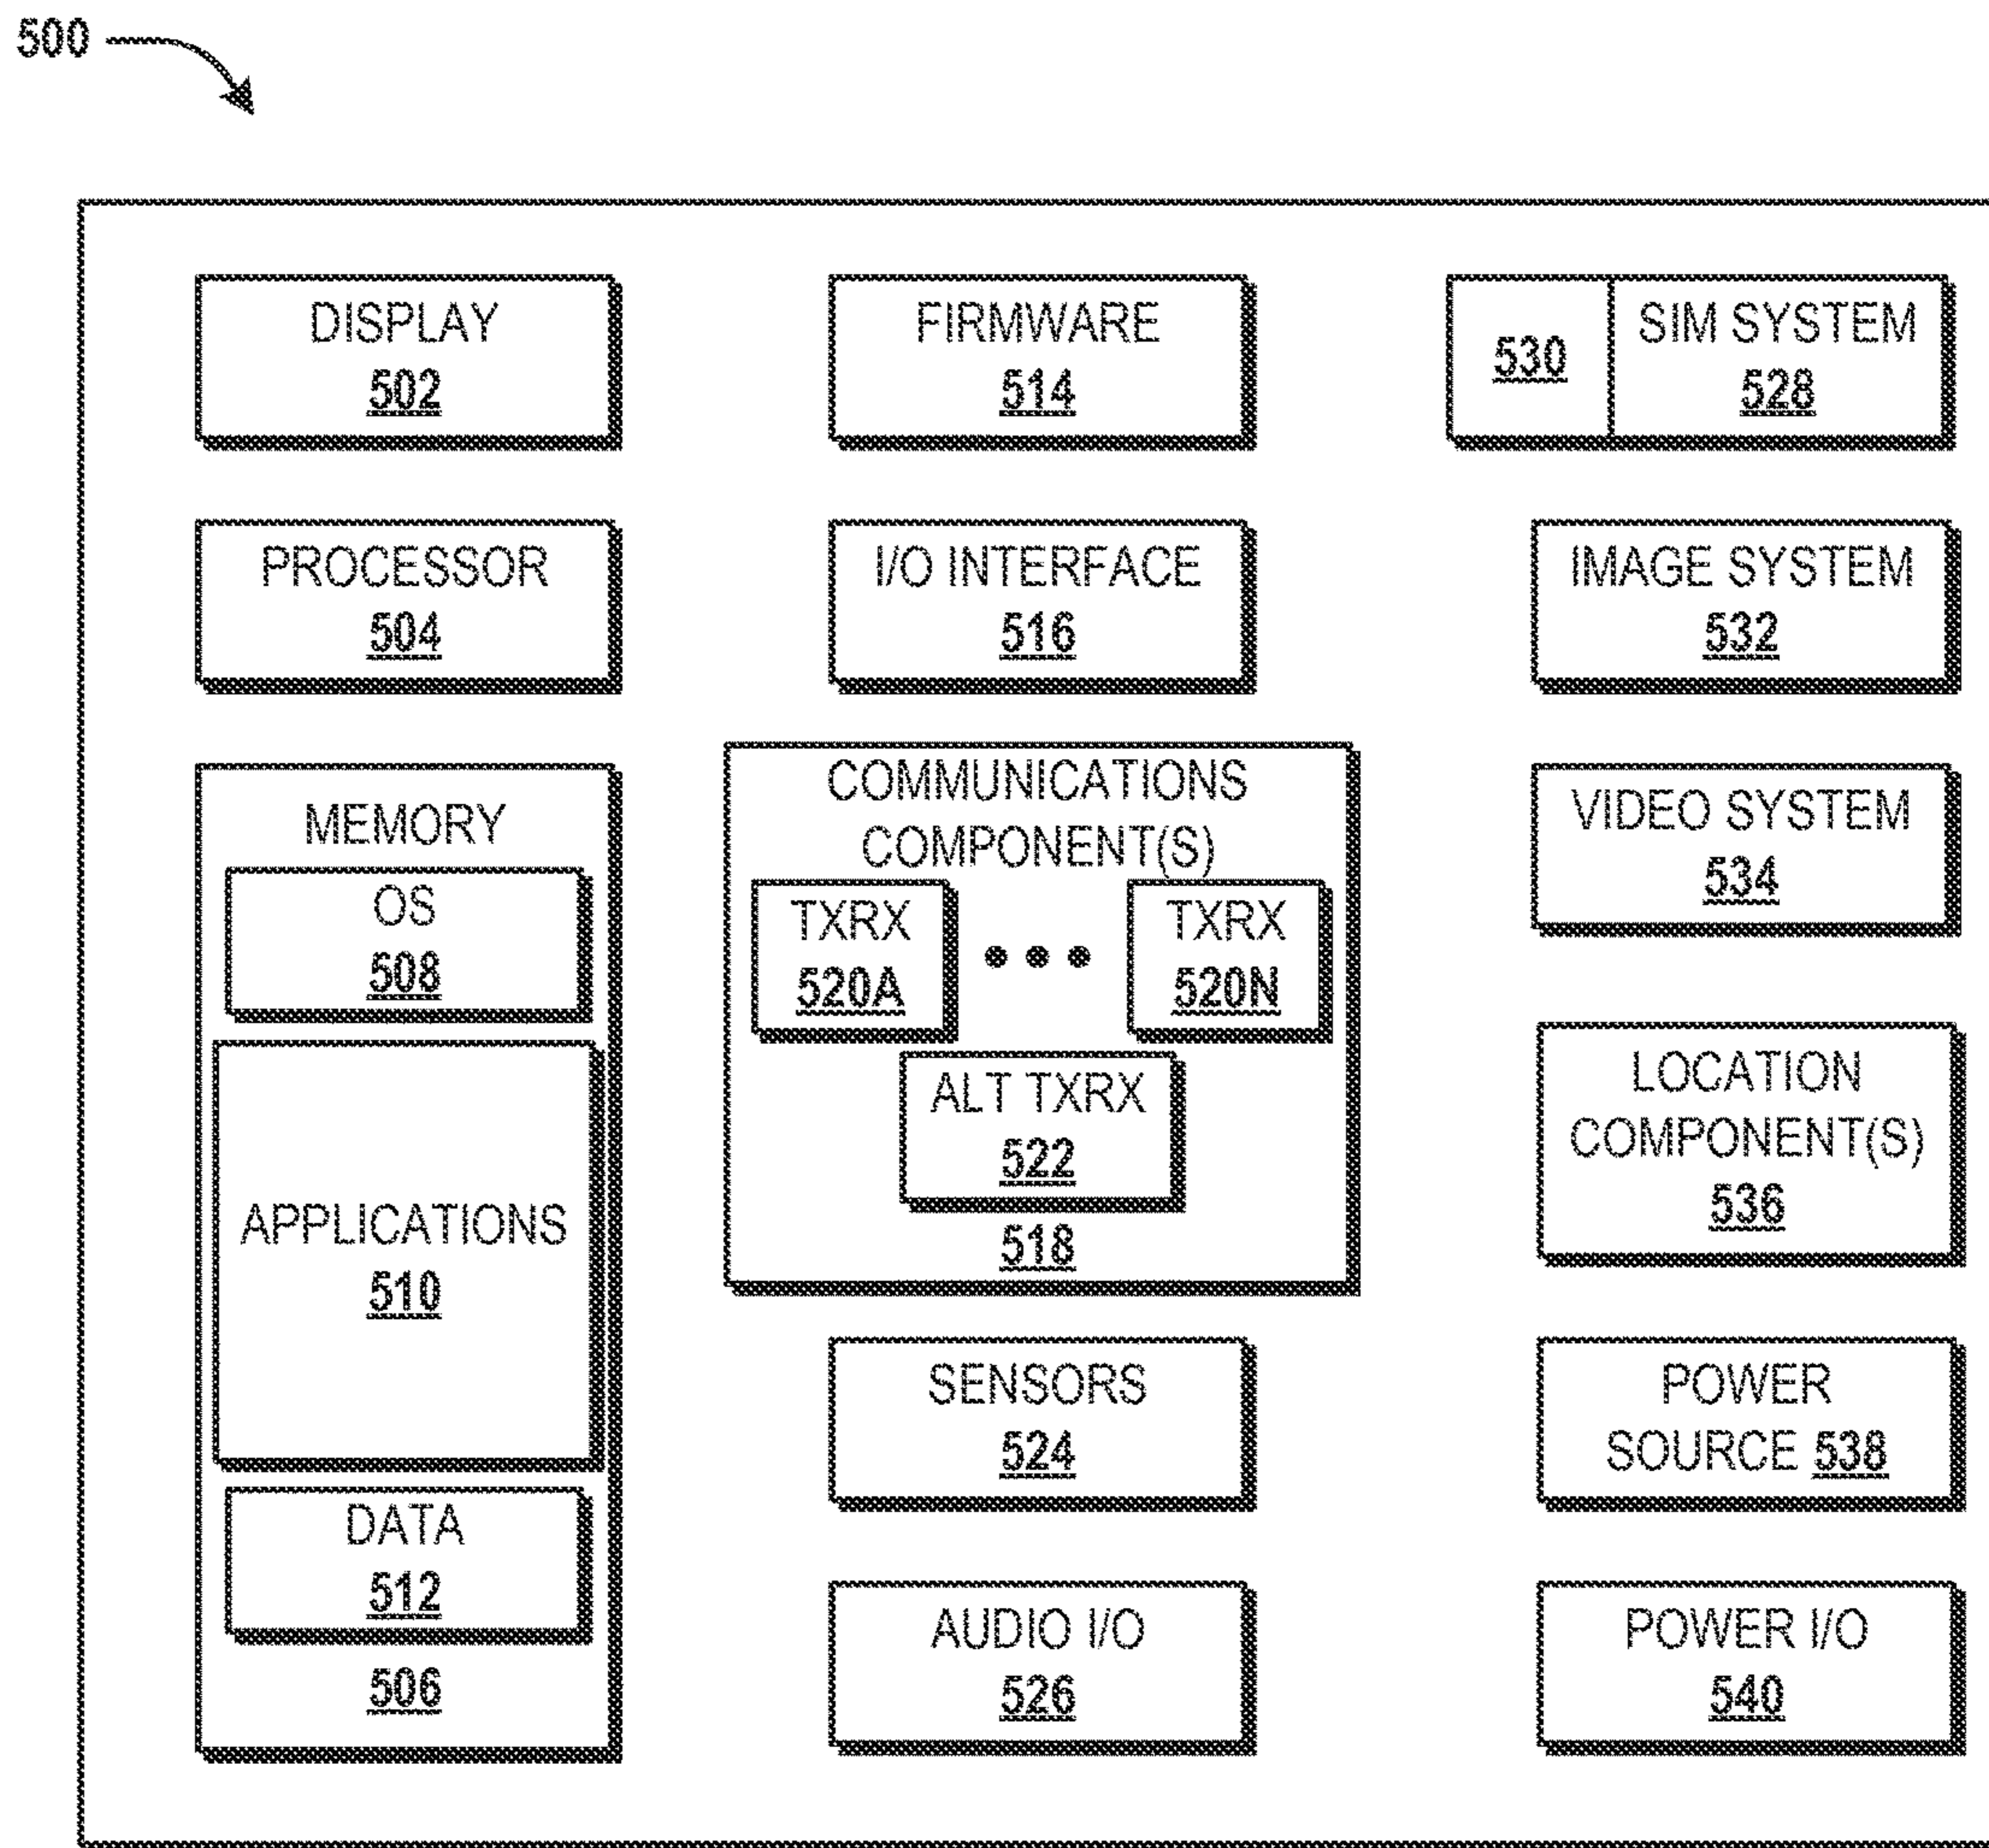 500
DISPLAY
502
PROCESSOR
504
MEMORY
OS
508
APPLICATIONS
510
DATA
512
506
FIRMWARE
514
I/O INTERFACE
516
COMMUNICATIONS
COMPONENT(S)
TXRX
520A
TXRX
520N
ALT TXRX
522
518
SENSORS
524
AUDIO I/O
526
530
SIM SYSTEM
528
IMAGE SYSTEM
532
VIDEO SYSTEM
534
LOCATION
COMPONENT(S)
536
POWER
SOURCE 538
POWER I/O
540